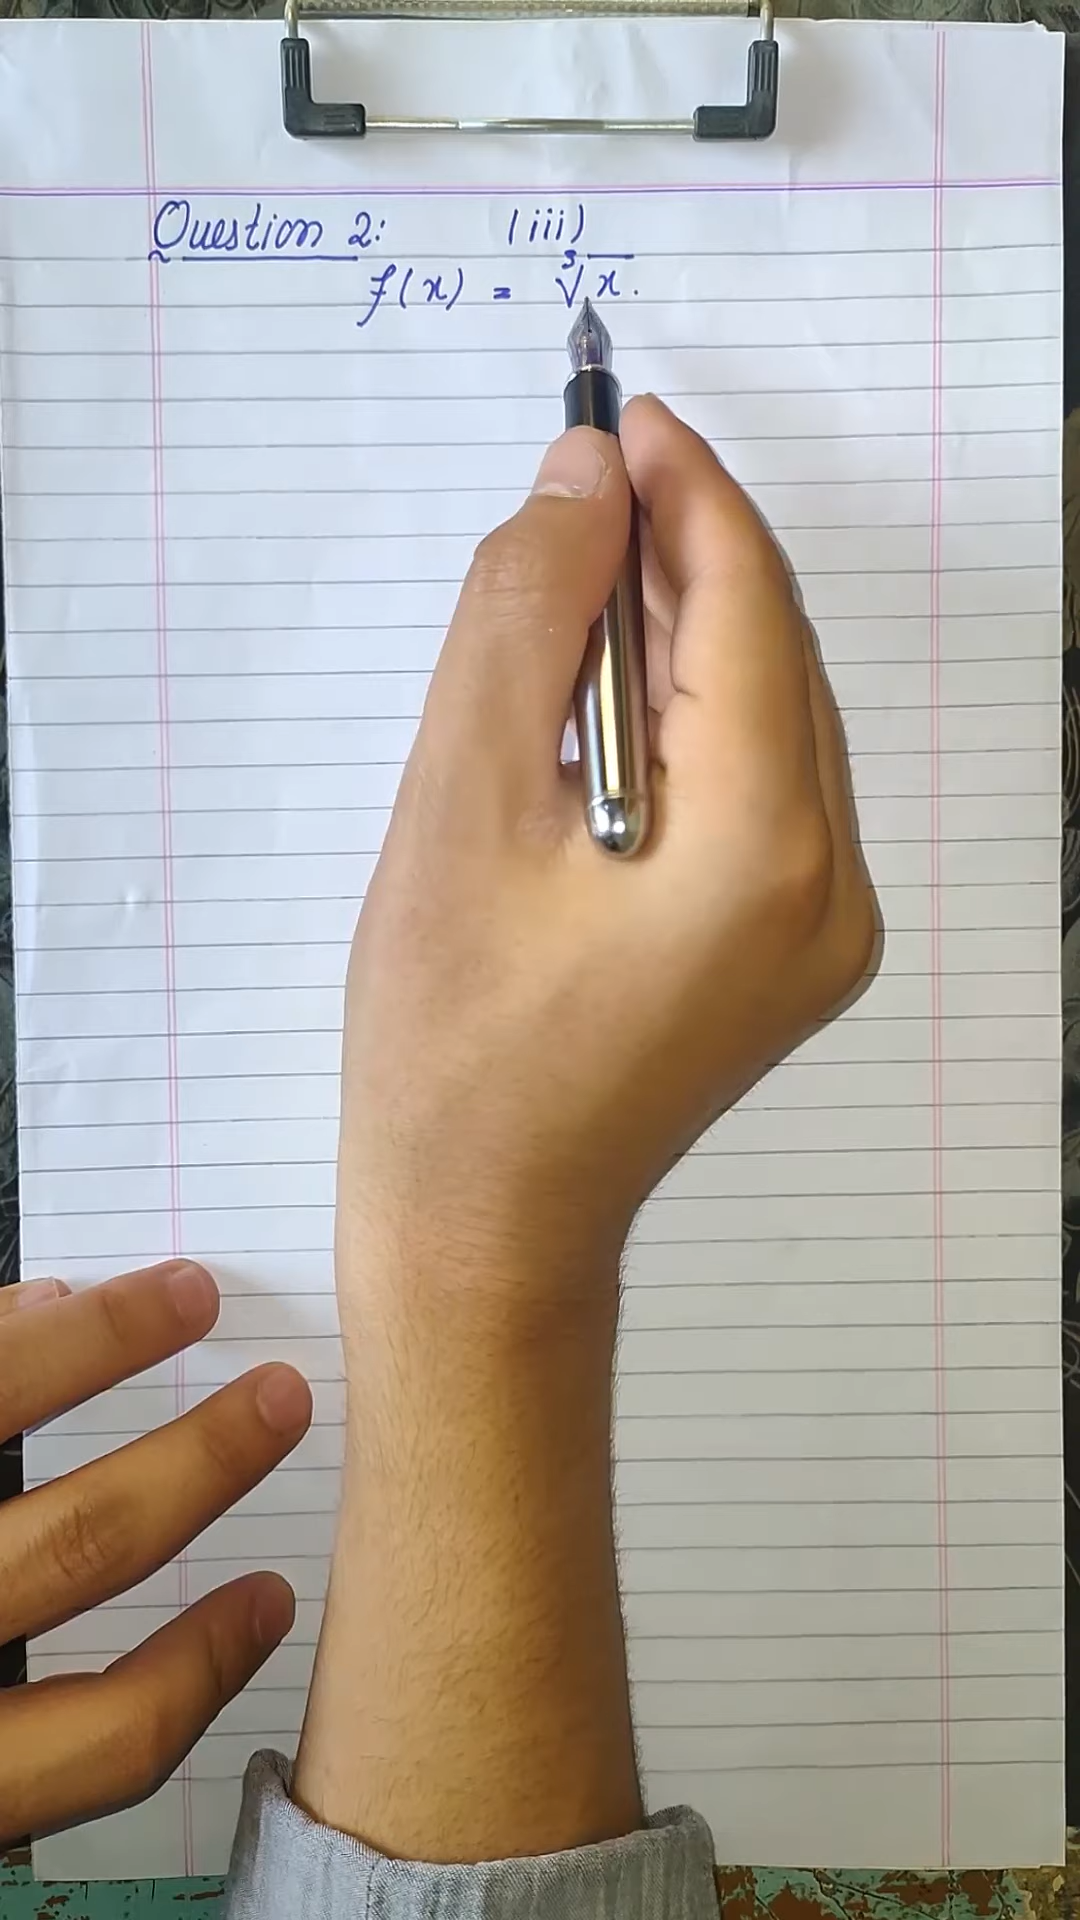 Question 2: (iii)
f(x) = ∛x.